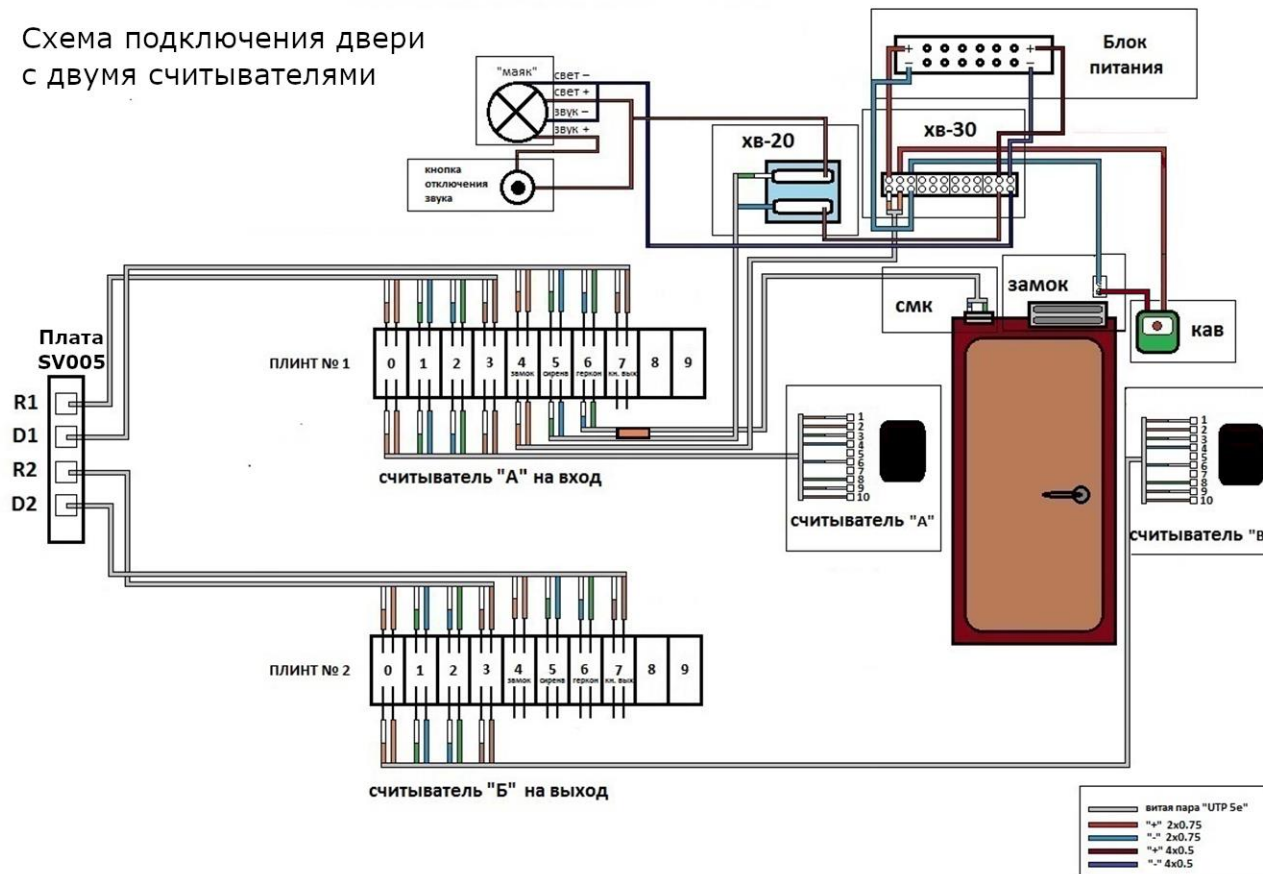 Схема подключения двери
с двумя считывателями
"маяк"
свет –
свет +
звук –
звук +
кнопка
отключения
звука
хв-20
хв-30
Блок
питания
+
+
–
–
смк
замок
кав
Плата
SV005
R1
D1
R2
D2
ПЛИНТ № 1
0 1 2 3 4 5 6 7 8 9
замок сирена геркон кн. вых
считыватель "А" на вход
1
2
3
4
5
6
7
8
9
10
считыватель "А"
1
2
3
4
5
6
7
8
9
10
считыватель "В
ПЛИНТ № 2
0 1 2 3 4 5 6 7 8 9
замок сирена геркон кн. вых
считыватель "Б" на выход
витая пара "UTP 5e"
"+" 2x0.75
"-" 2x0.75
"+" 4x0.5
"-" 4x0.5